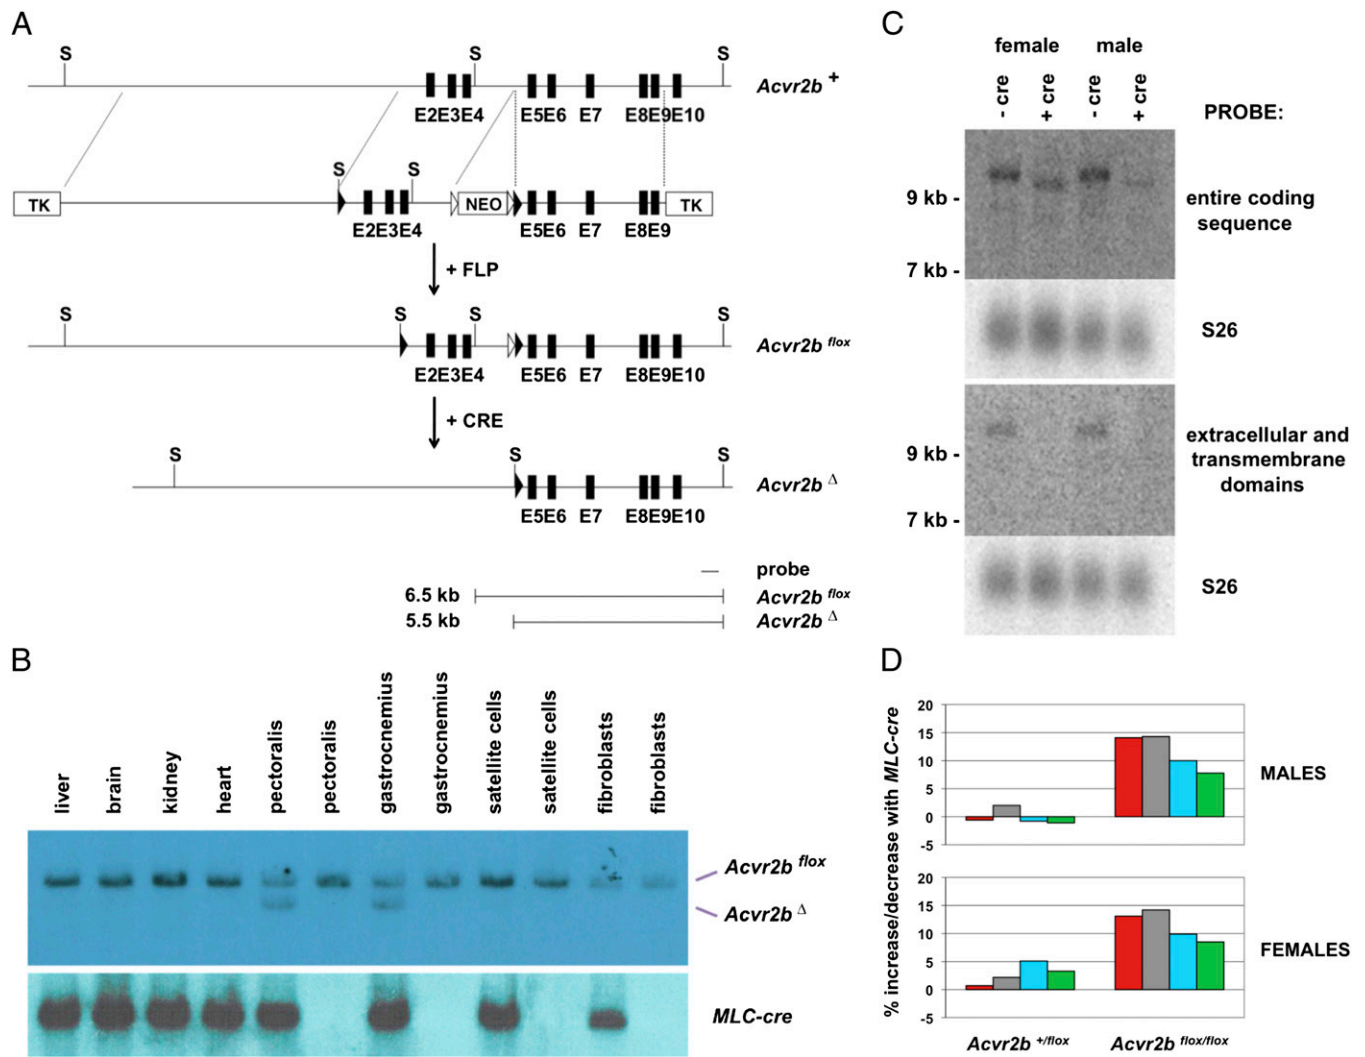 A
S S S
Acvr2b +
E2E3E4 E5E6 E7 E8E9E10
S S
TK NEO TK
E2E3E4 E5E6 E7 E8E9
+ FLP
S S S S
Acvr2b flox
E2E3E4 E5E6 E7 E8E9E10
+ CRE
S S S
Acvr2b Δ
E5E6 E7 E8E9E10
probe
6.5 kb Acvr2b flox
5.5 kb Acvr2b Δ
B
liver
brain
kidney
heart
pectoralis
pectoralis
gastrocnemius
gastrocnemius
satellite cells
satellite cells
fibroblasts
fibroblasts
Acvr2b flox
Acvr2b Δ
MLC-cre
C
female male
- cre
+ cre
- cre
+ cre
PROBE:
9 kb -
entire coding
sequence
7 kb -
S26
extracellular and
9 kb -
transmembrane
domains
7 kb -
S26
D
% increase/decrease with MLC-cre
20
15
10
5
0
-5
MALES
20
15
10
5
0
-5
FEMALES
Acvr2b +/flox Acvr2b flox/flox